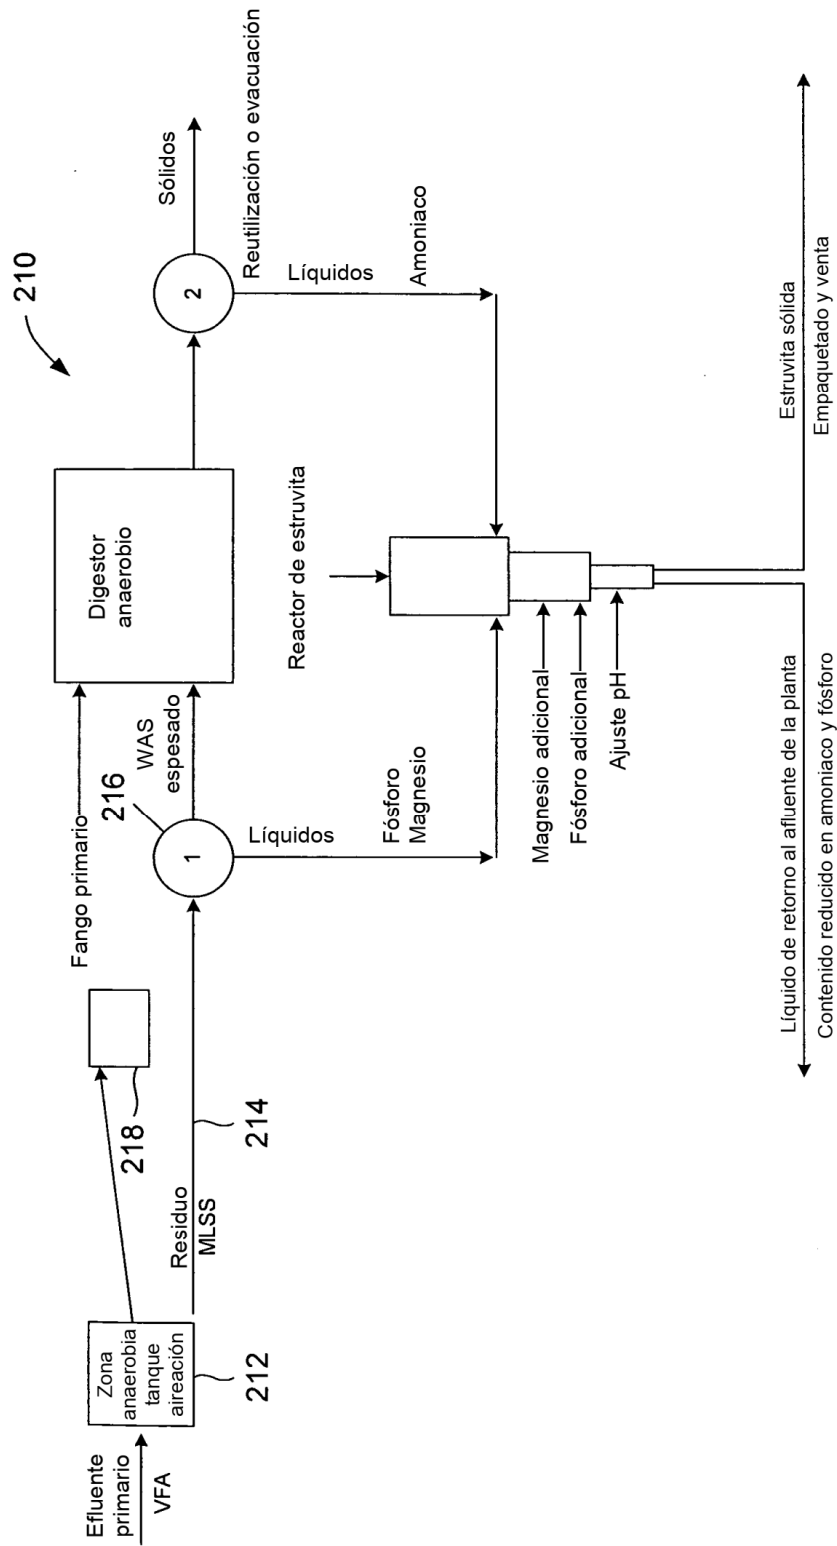 210
Efluente
primario
VFA
Zona
anaerobia
tanque
aireación
212
218
Residuo
MLSS
214
Fango primario
216
1
WAS
espesado
Digestor
anaerobio
2
Sólidos
Reutilización o evacuación
Líquidos
Fósforo
Magnesio
Líquidos
Amoniaco
Reactor de estruvita
Magnesio adicional
Fósforo adicional
Ajuste pH
Líquido de retorno al afluente de la planta
Contenido reducido en amoniaco y fósforo
Estruvita sólida
Empaquetado y venta